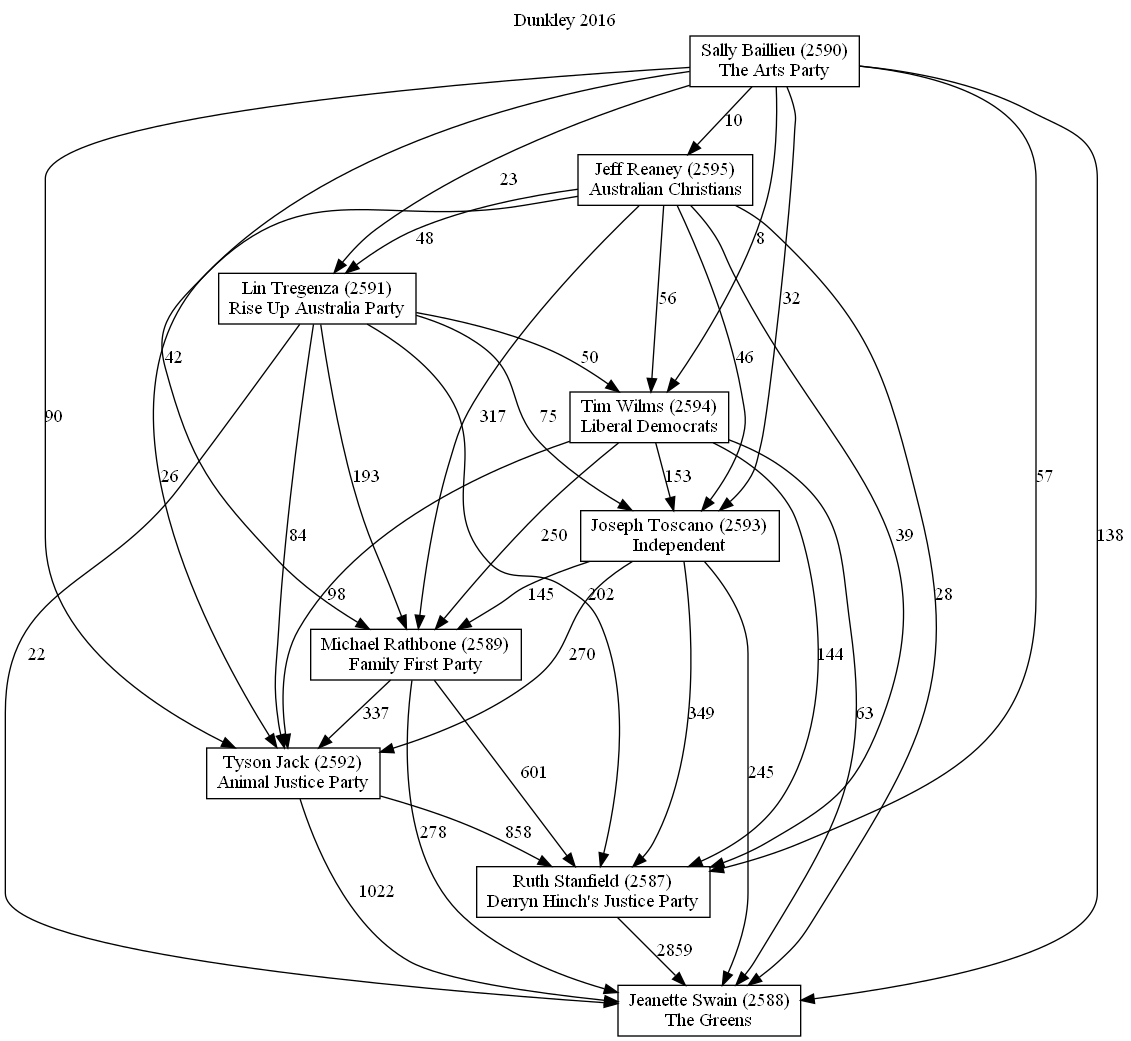 Dunkley 2016
Sally Baillieu (2590)
The Arts Party
10
Jeff Reaney (2595)
Australian Christians
23
48
8
Lin Tregenza (2591)
Rise Up Australia Party
56
32
42
50
46
90
Tim Wilms (2594)
Liberal Democrats
317
75
26
193
153
57
Joseph Toscano (2593)
Independent
84
250
39
138
98
145
202
28
Michael Rathbone (2589)
Family First Party
22
270
144
337
349
63
Tyson Jack (2592)
Animal Justice Party
601
245
858
278
Ruth Stanfield (2587)
Derryn Hinch's Justice Party
1022
2859
Jeanette Swain (2588)
The Greens